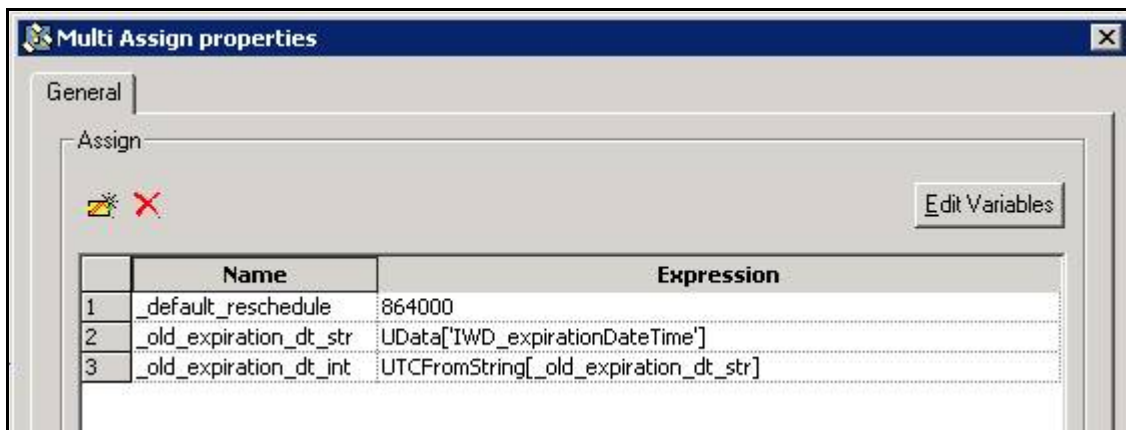 Multi Assign properties
General
Assign
Edit Variables
Name Expression
1 _default_reschedule 864000
2 _old_expiration_dt_str UData['IWD_expirationDateTime']
3 _old_expiration_dt_int UTCFromString[_old_expiration_dt_str]